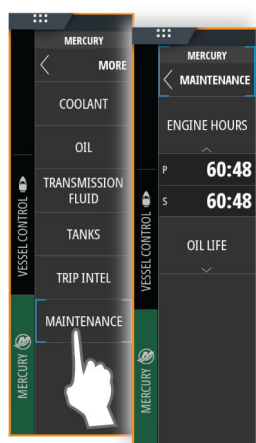 MERCURY
MORE
COOLANT
OIL
TRANSMISSION
FLUID
TANKS
TRIP INTEL
MAINTENANCE
VESSEL CONTROL
MERCURY
MERCURY
MAINTENANCE
ENGINE HOURS
P 60:48
S 60:48
OIL LIFE
VESSEL CONTROL
MERCURY